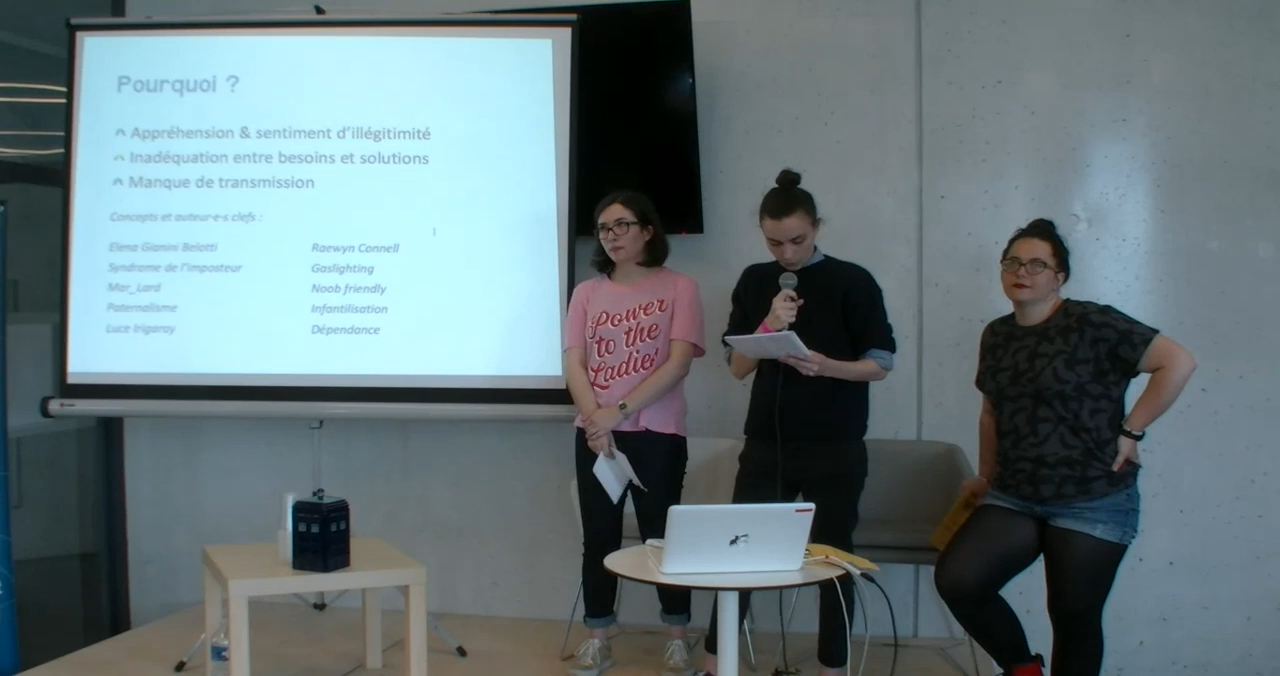 Pourquoi ?
^ Appréhension & sentiment d'illégitimité
^ Inadéquation entre besoins et solutions
^ Manque de transmission
Concepts et auteur·e·s clefs :
Elena Gianini Belotti
Syndrome de l'imposteur
Mar_Lard
Paternalisme
Luce Irigaray
Raewyn Connell
Gaslighting
Noob friendly
Infantilisation
Dépendance
Power
to the
Ladies